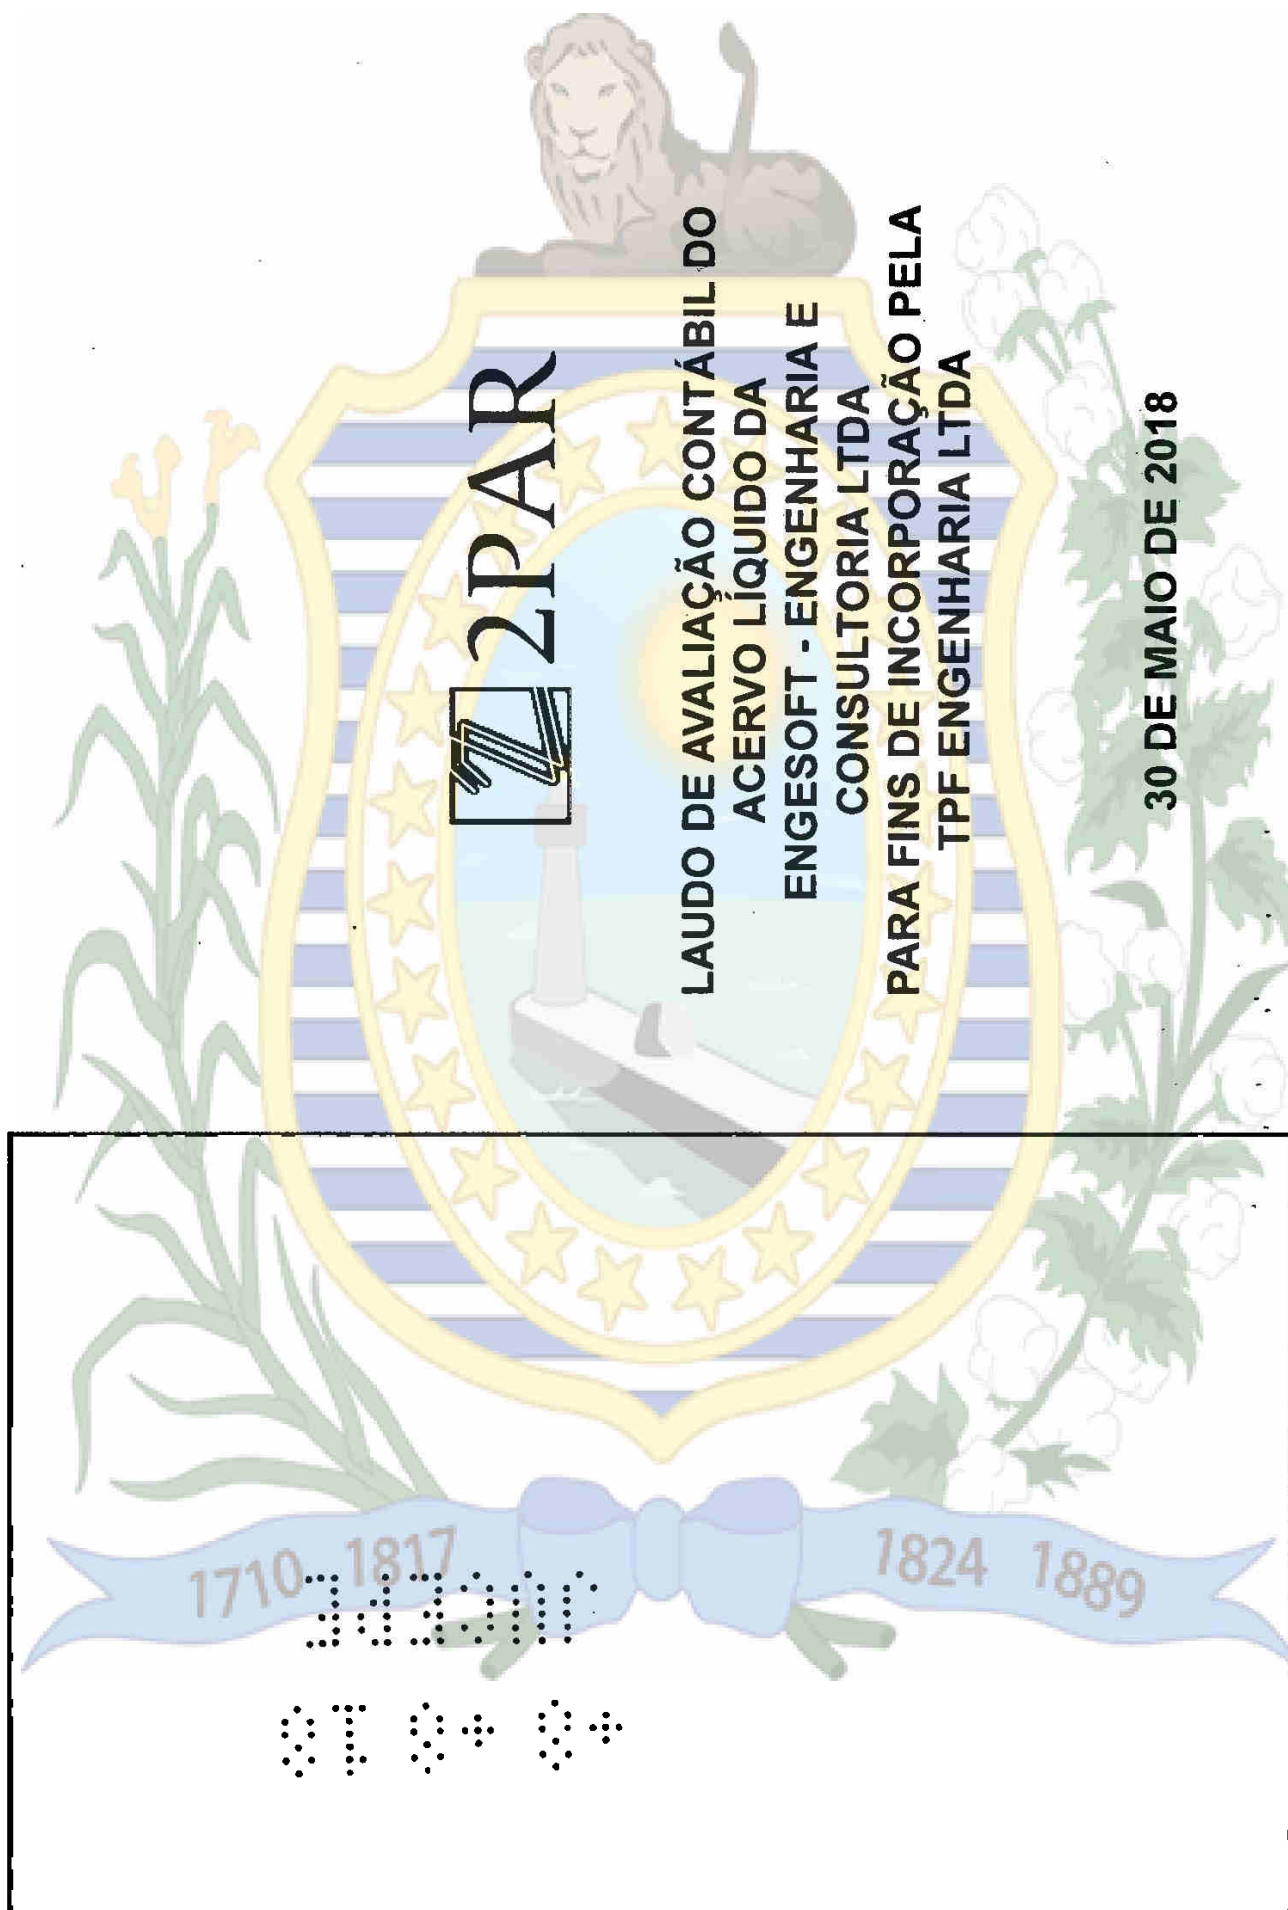 2PAR
LAUDO DE AVALIAÇÃO CONTÁBIL DO
ACERVO LÍQUIDO DA
ENGESOFT - ENGENHARIA E
CONSULTORIA LTDA
PARA FINS DE INCORPORAÇÃO PELA
TPF ENGENHARIA LTDA
30 DE MAIO DE 2018
1710 1817 1824 1889